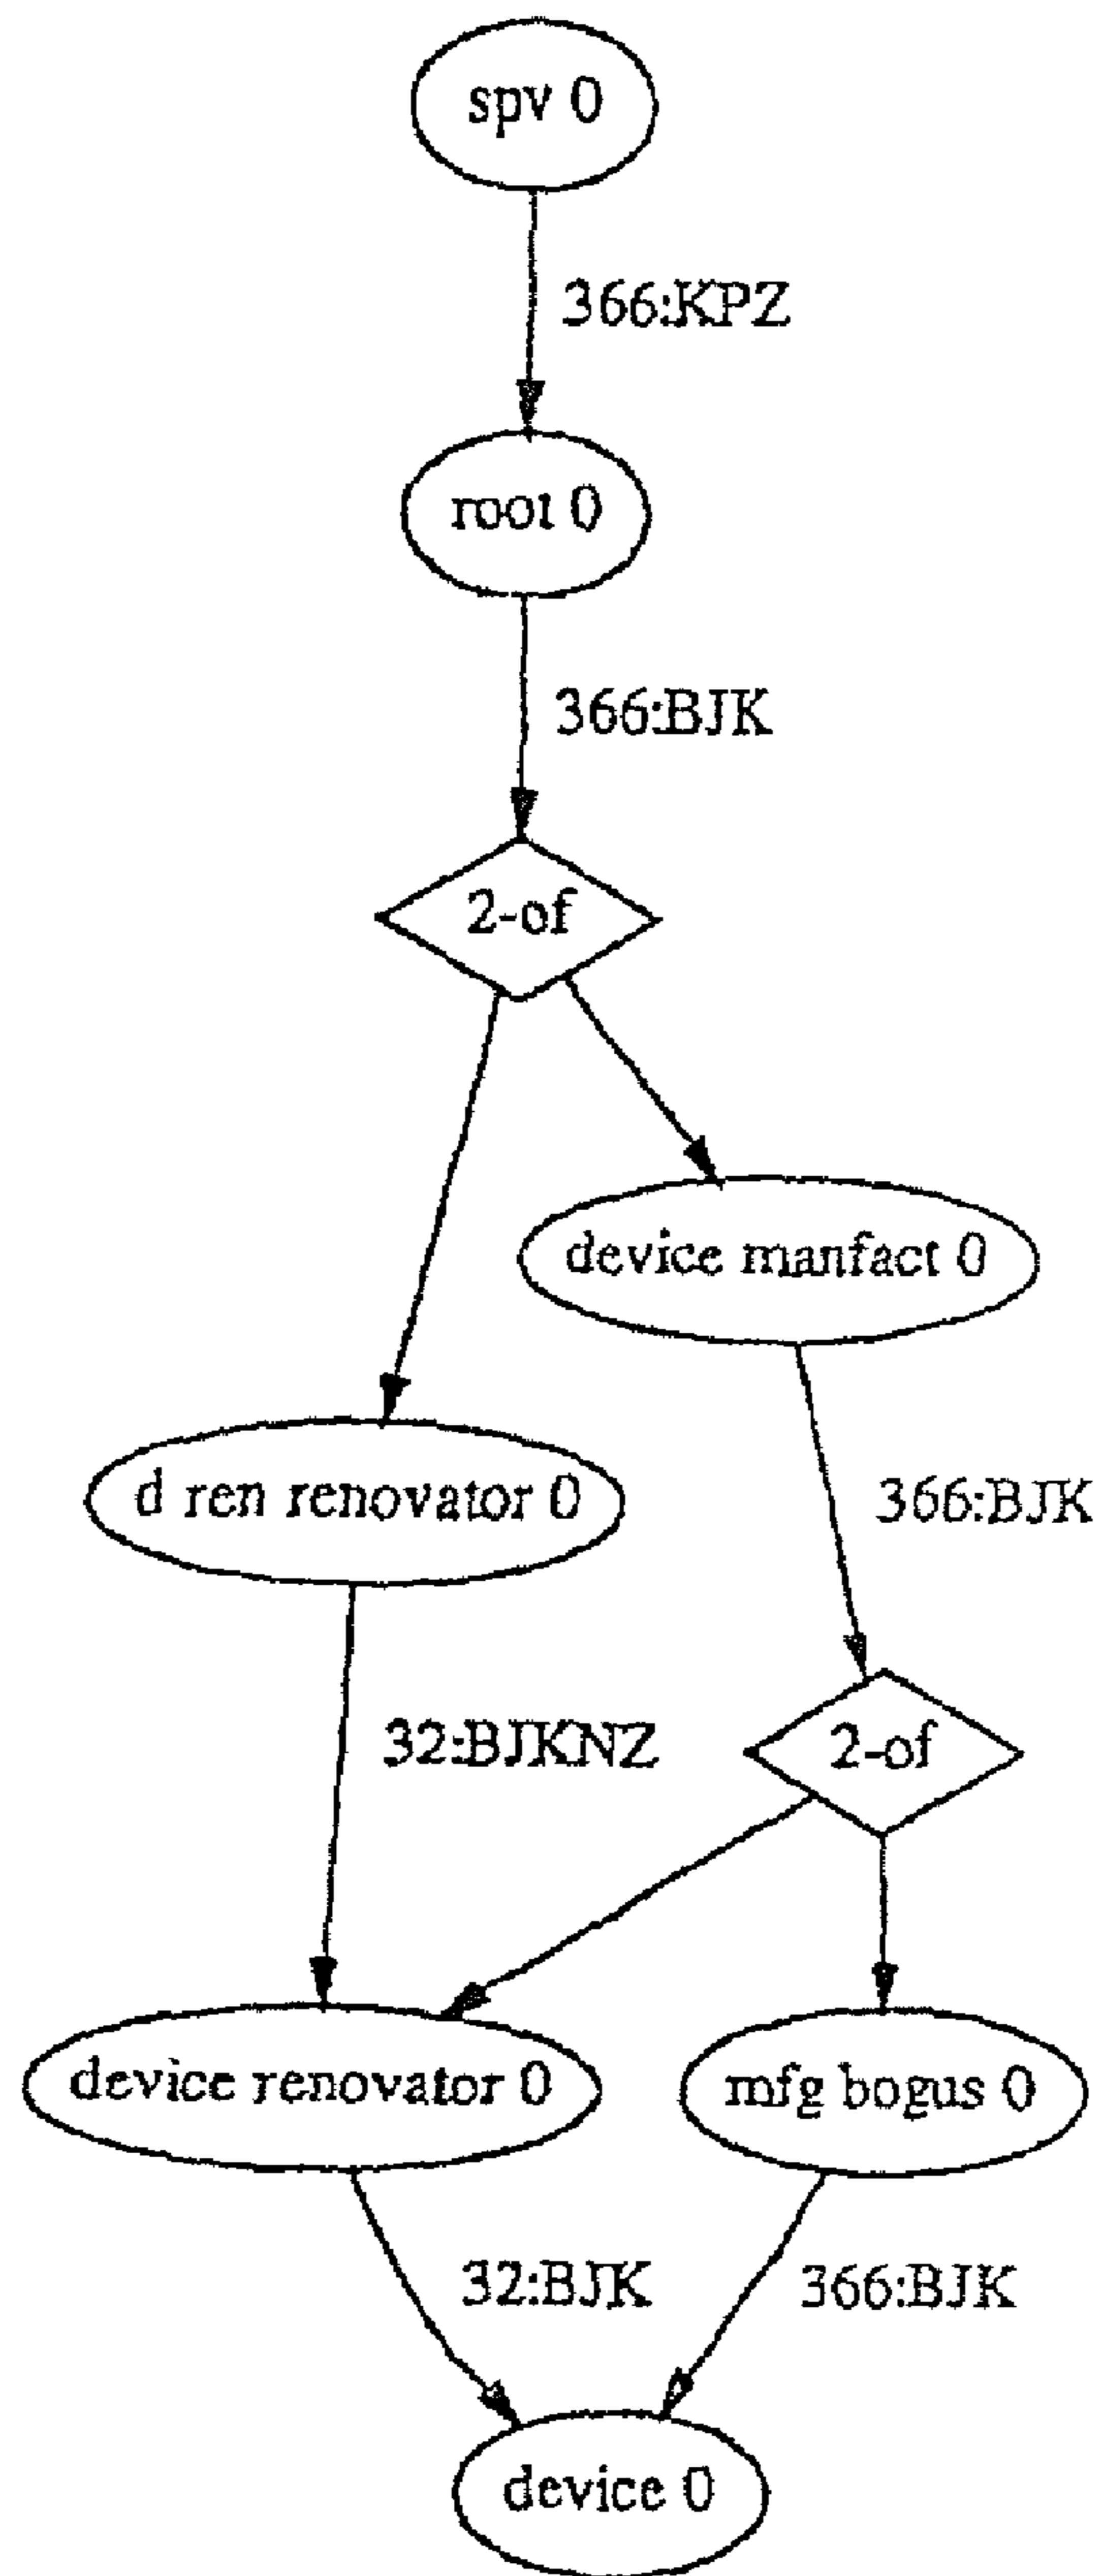 spv 0
366:KPZ
root 0
366:BJK
2-of
device manfact 0
d ren renovator 0
366:BJK
32:BJKNZ
2-of
device renovator 0
mfg bogus 0
32:BJK
366:BJK
device 0